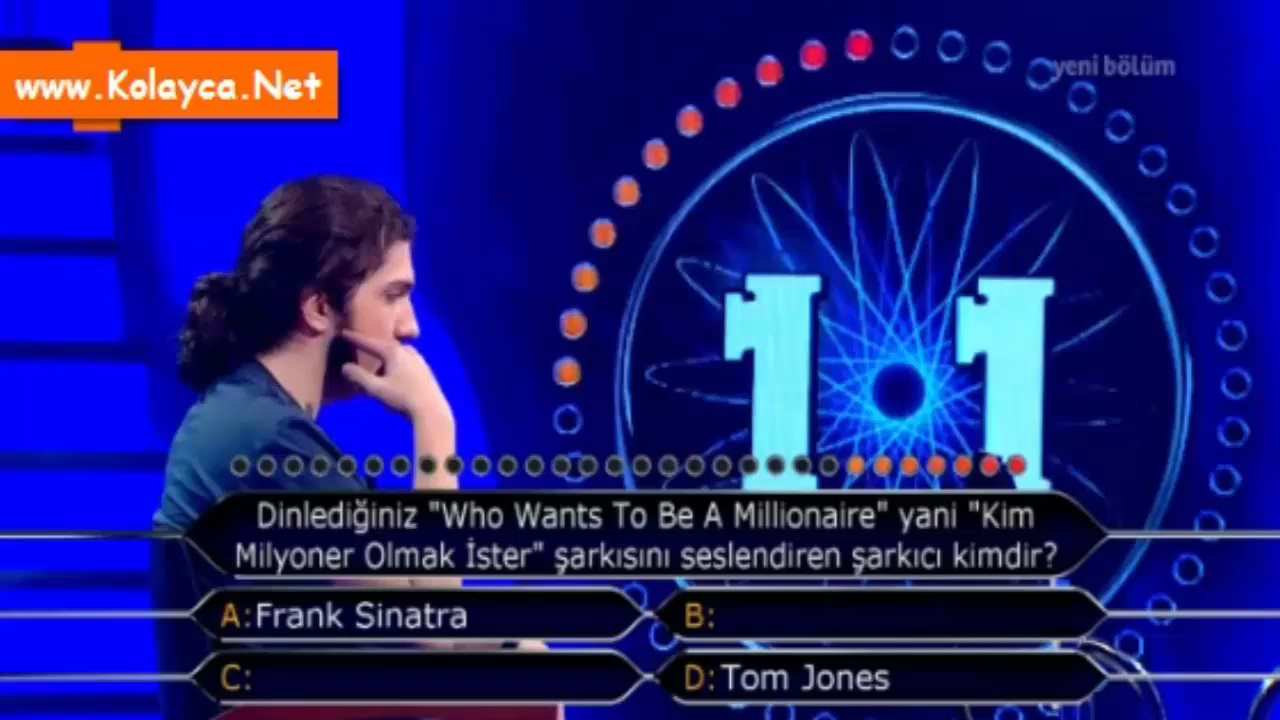 www.Kolayca.Net
yeni bölüm
11
Dinlediğiniz "Who Wants To Be A Millionaire" yani "Kim
Milyoner Olmak İster" şarkısını seslendiren şarkıcı kimdir?
A: Frank Sinatra
B:
C:
D: Tom Jones